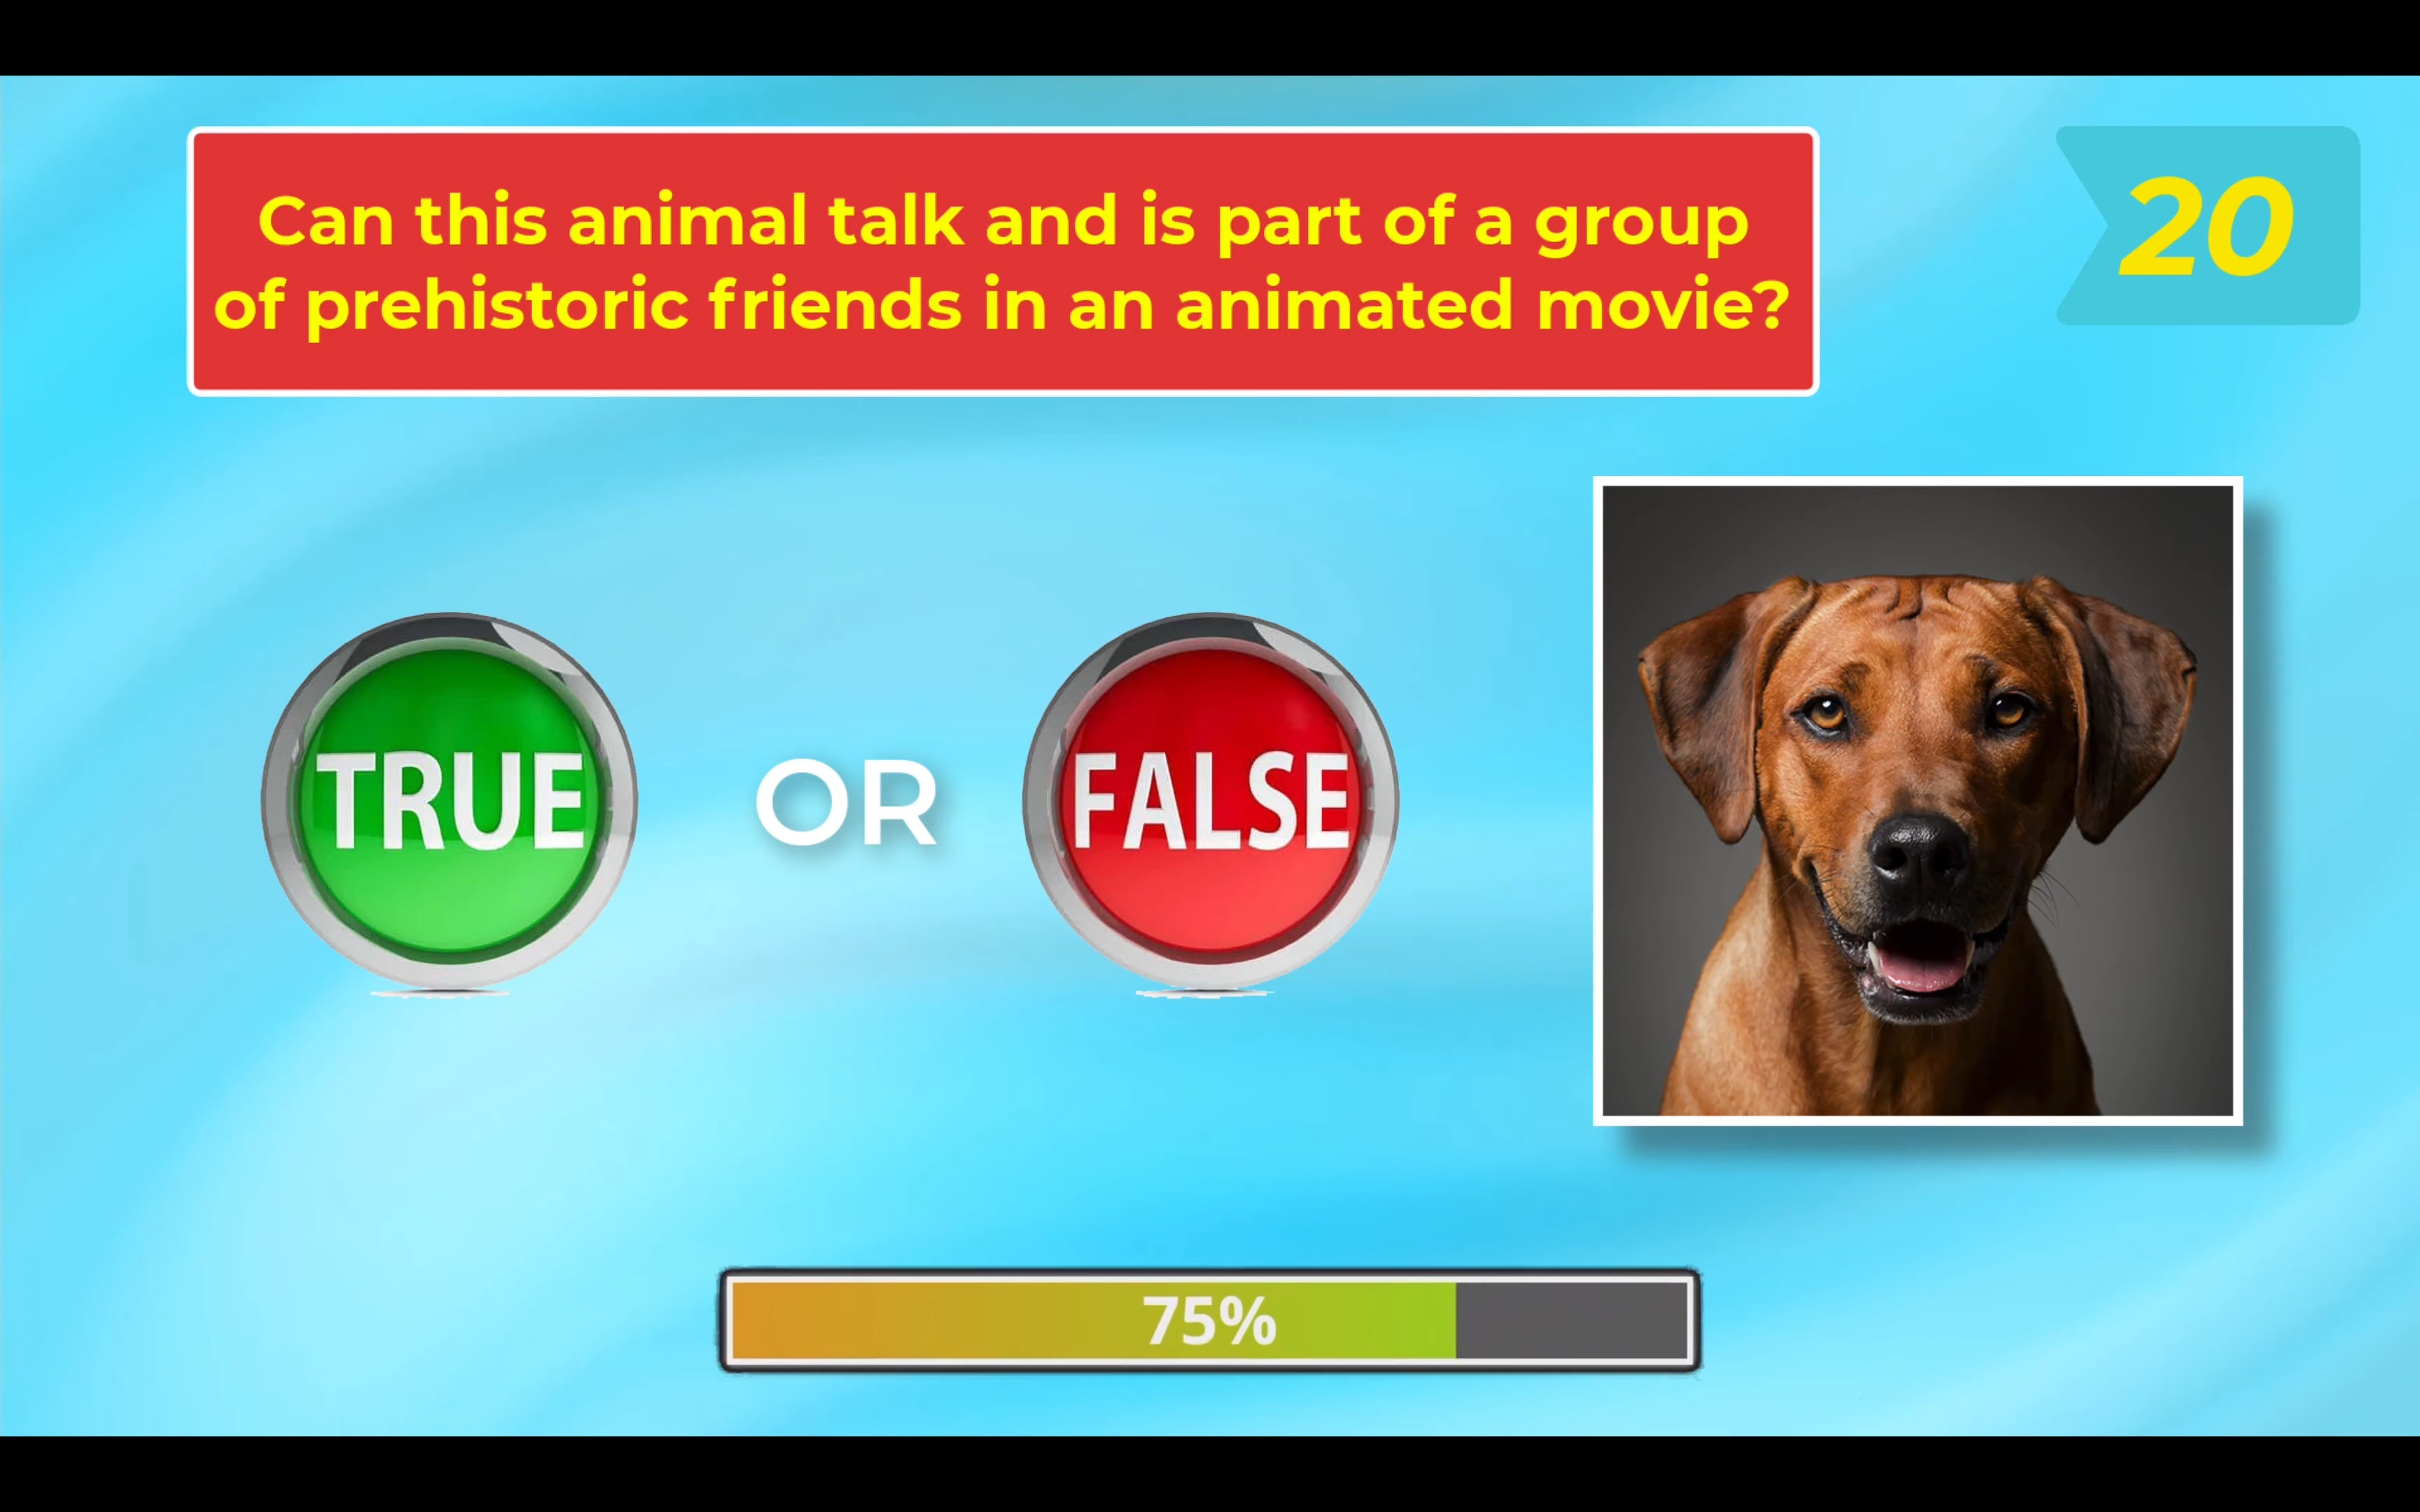 Can this animal talk and is part of a group
of prehistoric friends in an animated movie?
20
TRUE
OR
FALSE
75%